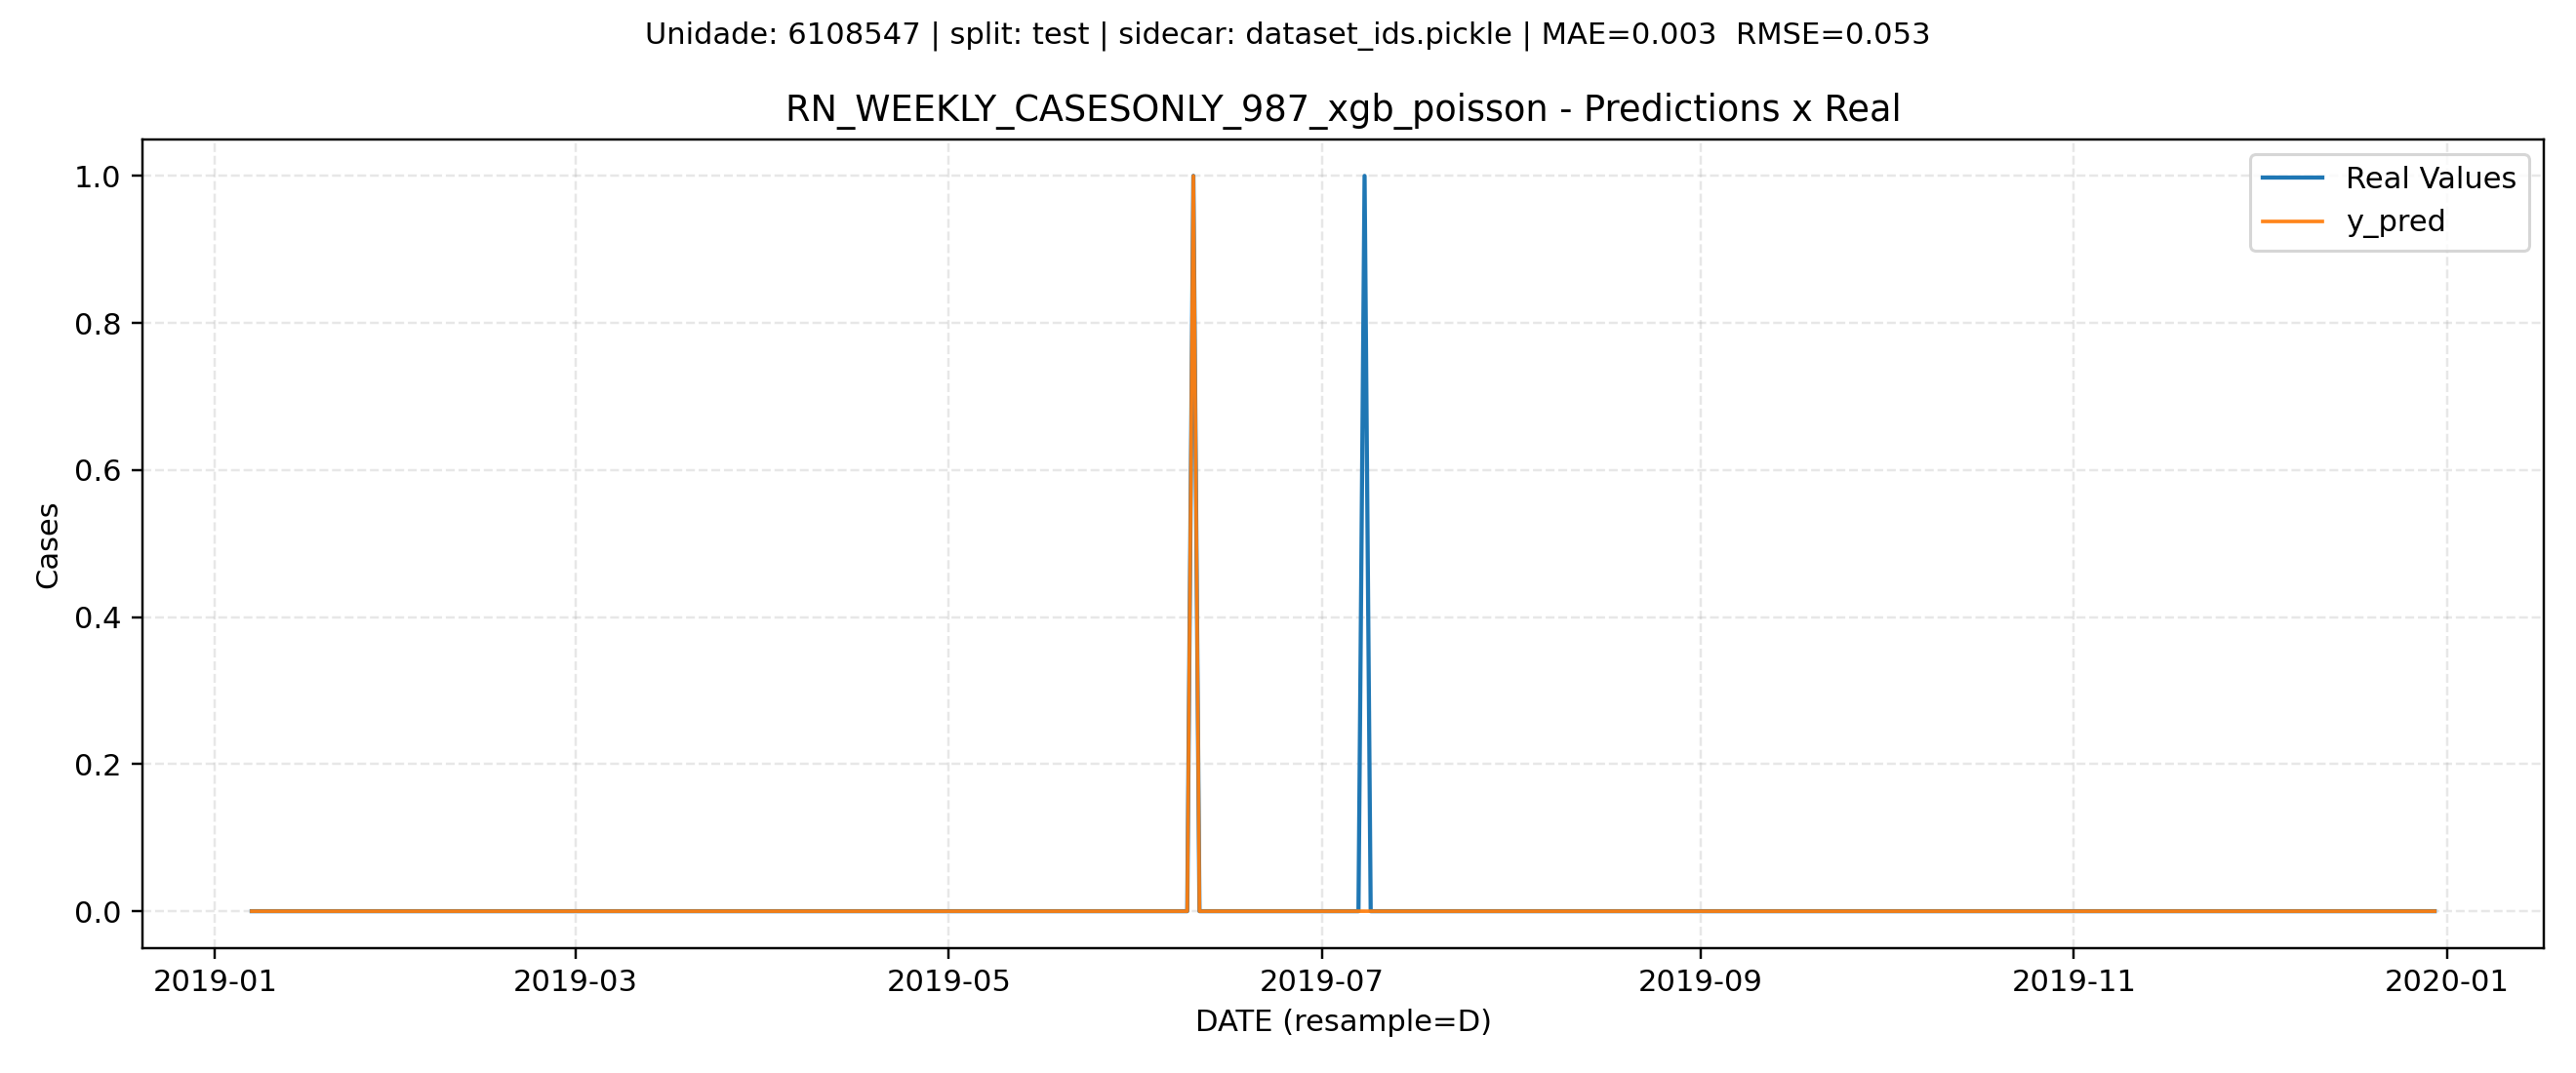 Unidade: 6108547 | split: test | sidecar: dataset_ids.pickle | MAE=0.003  RMSE=0.053
RN_WEEKLY_CASESONLY_987_xgb_poisson - Predictions x Real
Real Values
y_pred
1.0
0.8
0.6
0.4
0.2
0.0
Cases
2019-01 2019-03 2019-05 2019-07 2019-09 2019-11 2020-01
DATE (resample=D)